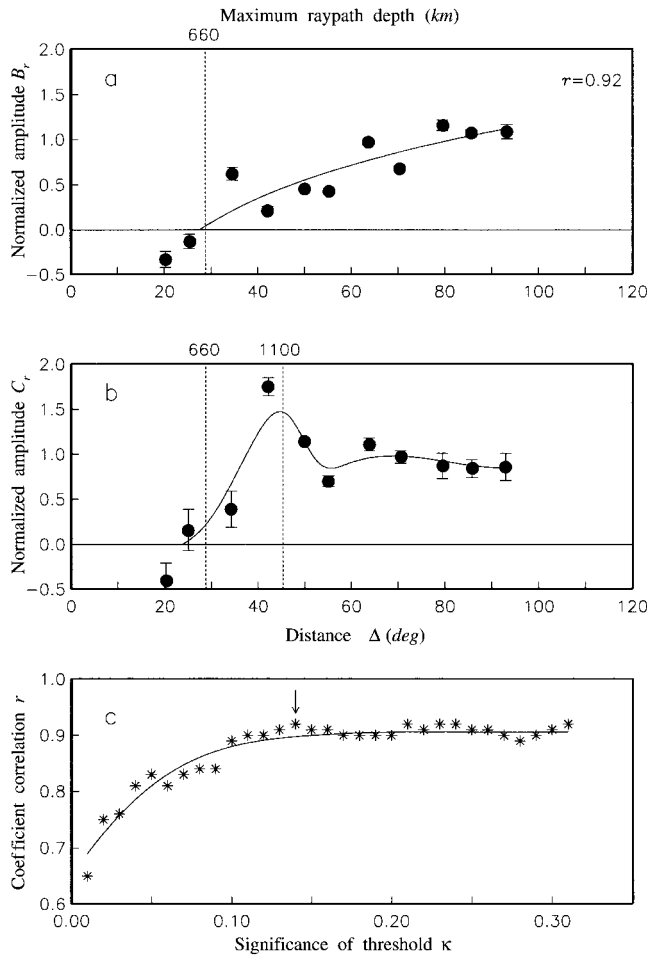 Maximum raypath depth (km)
660
2.0
1.5
1.0
0.5
0.0
−0.5
Normalized amplitude Br
a
r=0.92
0 20 40 60 80 100 120
660 1100
2.0
1.5
1.0
0.5
0.0
−0.5
Normalized amplitude Cr
b
0 20 40 60 80 100 120
Distance Δ (deg)
1.0
0.9
0.8
0.7
0.6
Coefficient correlation r
c
0.00 0.10 0.20 0.30
Significance of threshold κ